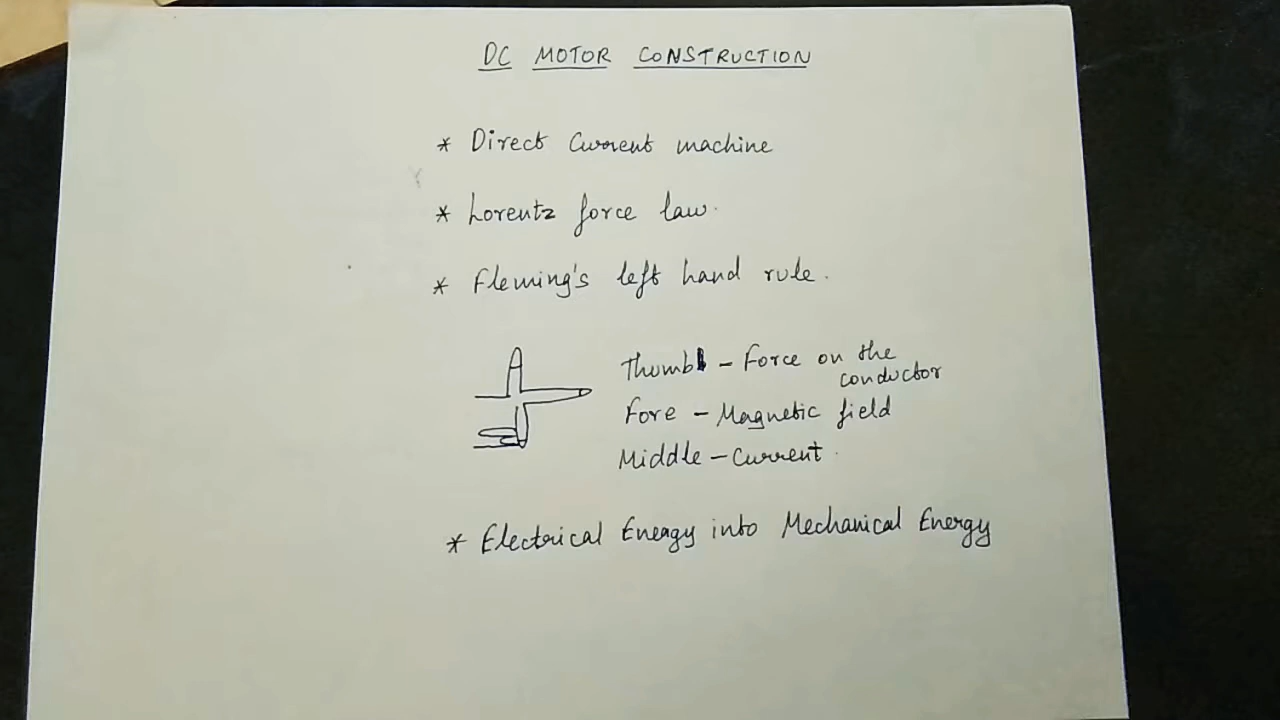 DC MOTOR CONSTRUCTION
* Direct Current machine
* Lorentz force law.
* Fleming's left hand rule.
Thumb - Force on the
conductor
Fore - Magnetic field
Middle - Current.
* Electrical Energy into Mechanical Energy